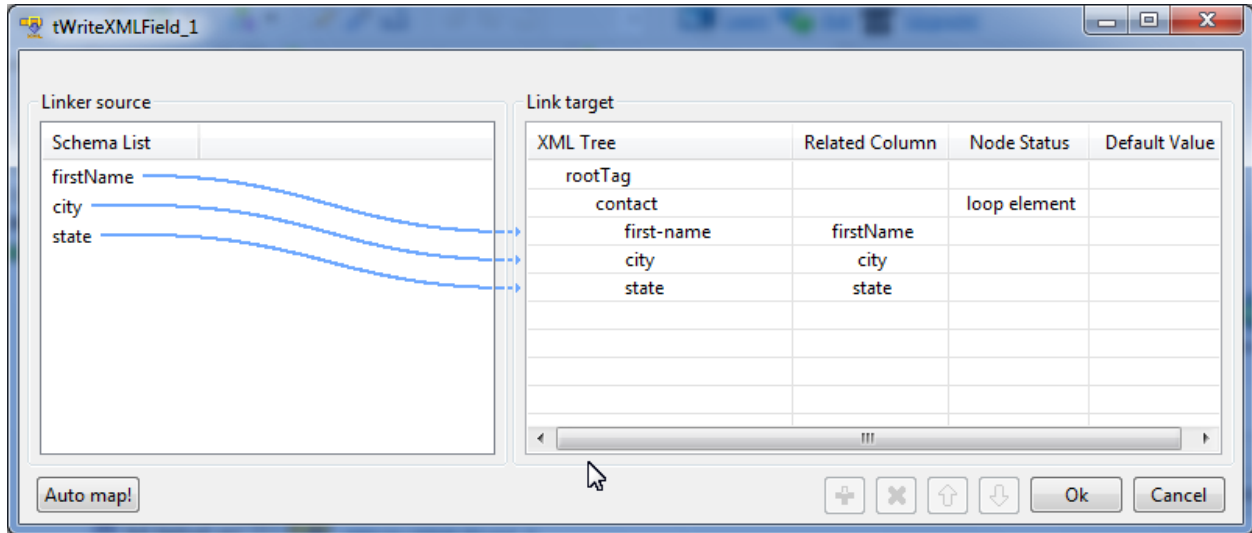 tWriteXMLField_1
Linker source
Schema List
firstName
city
state
Link target
XML Tree Related Column Node Status Default Value
rootTag
contact loop element
first-name firstName
city city
state state
Auto map!
Ok Cancel